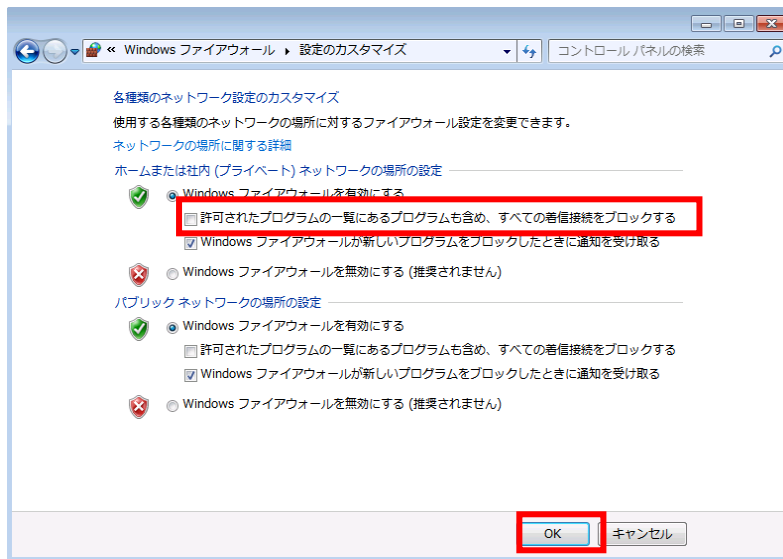 « Windows ファイアウォール ▸ 設定のカスタマイズ
コントロール パネルの検索
各種類のネットワーク設定のカスタマイズ
使用する各種類のネットワークの場所に対するファイアウォール設定を変更できます。
ネットワークの場所に関する詳細
ホームまたは社内 (プライベート) ネットワークの場所の設定
Windows ファイアウォールを有効にする
許可されたプログラムの一覧にあるプログラムも含め、すべての着信接続をブロックする
Windows ファイアウォールが新しいプログラムをブロックしたときに通知を受け取る
Windows ファイアウォールを無効にする (推奨されません)
パブリック ネットワークの場所の設定
Windows ファイアウォールを有効にする
許可されたプログラムの一覧にあるプログラムも含め、すべての着信接続をブロックする
Windows ファイアウォールが新しいプログラムをブロックしたときに通知を受け取る
Windows ファイアウォールを無効にする (推奨されません)
OK
キャンセル